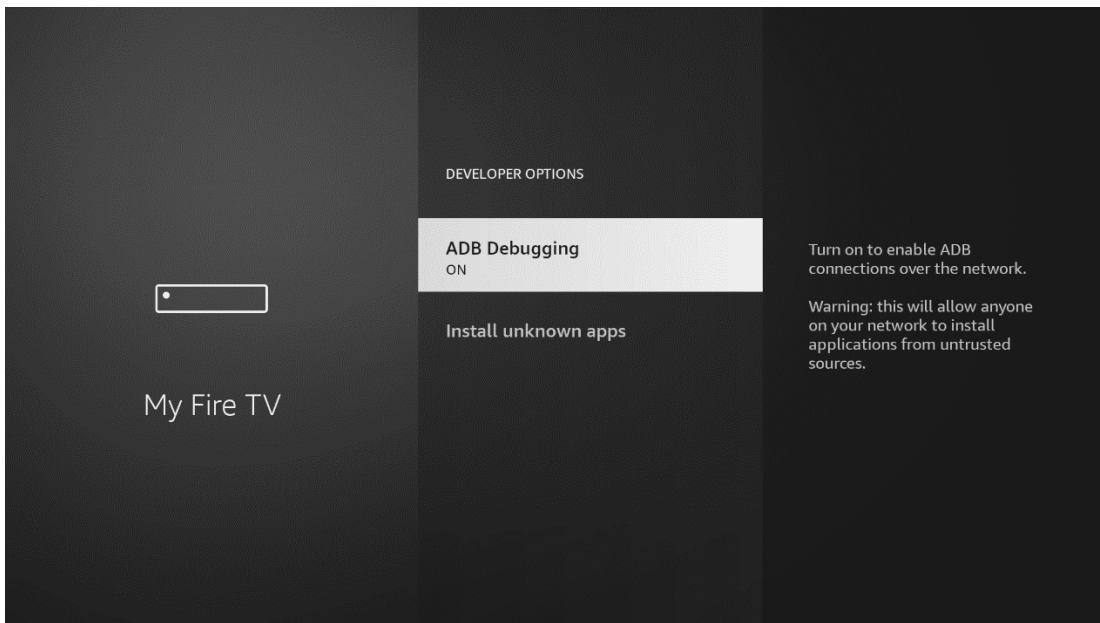 My Fire TV
DEVELOPER OPTIONS
ADB Debugging
ON
Install unknown apps
Turn on to enable ADB
connections over the network.
Warning: this will allow anyone
on your network to install
applications from untrusted
sources.